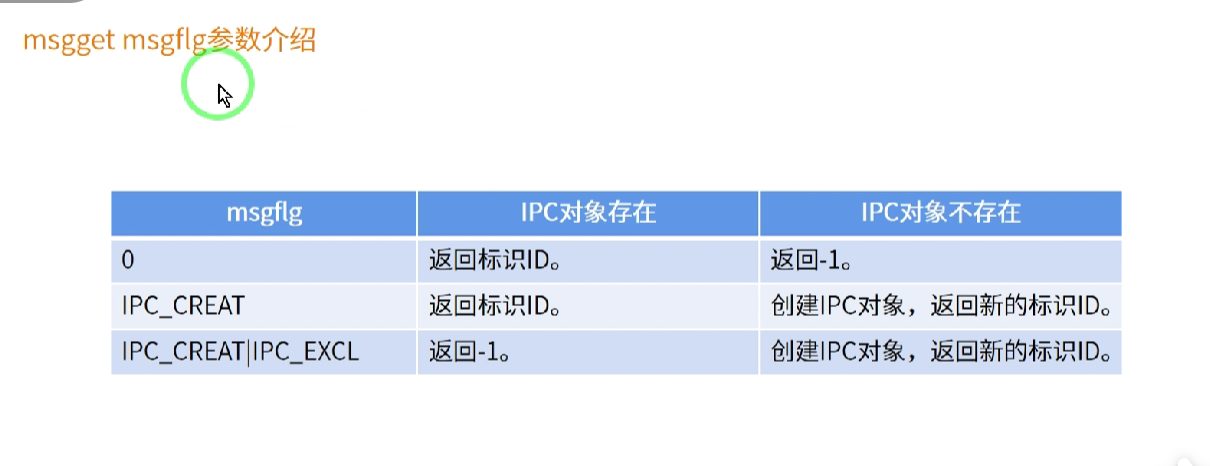 msgget msgflg参数介绍
msgflg IPC对象存在 IPC对象不存在
0 返回标识ID。 返回-1。
IPC_CREAT 返回标识ID。 创建IPC对象，返回新的标识ID。
IPC_CREAT|IPC_EXCL 返回-1。 创建IPC对象，返回新的标识ID。